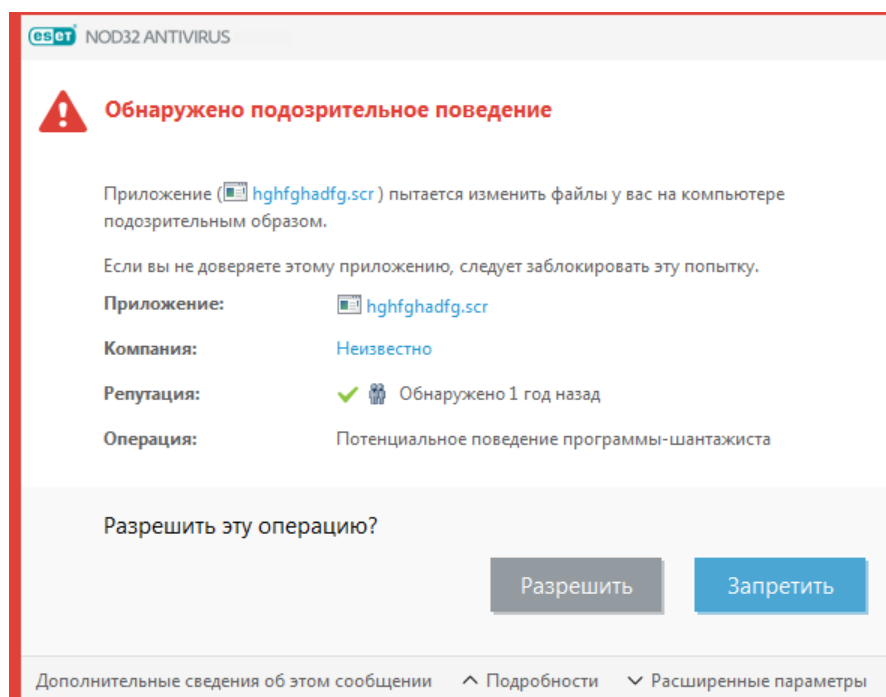 eset NOD32 ANTIVIRUS
Обнаружено подозрительное поведение
Приложение ( hghfghadfg.scr ) пытается изменить файлы у вас на компьютере
подозрительным образом.
Если вы не доверяете этому приложению, следует заблокировать эту попытку.
Приложение: hghfghadfg.scr
Компания: Неизвестно
Репутация: Обнаружено 1 год назад
Операция: Потенциальное поведение программы-шантажиста
Разрешить эту операцию?
Разрешить Запретить
Дополнительные сведения об этом сообщении Подробности Расширенные параметры